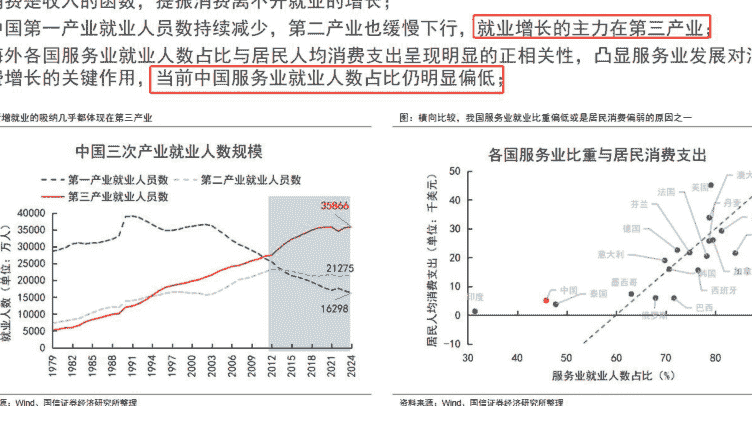 消费是收入的函数，提振消费离不开就业的增长；
中国第一产业就业人员数持续减少，第二产业也缓慢下行，就业增长的主力在第三产业；
海外各国服务业就业人数占比与居民人均消费支出呈现明显的正相关性，凸显服务业发展对消
费增长的关键作用，当前中国服务业就业人数占比仍明显偏低；
增就业的吸纳几乎都体现在第三产业
中国三次产业就业人数规模
第一产业就业人员数
第二产业就业人员数
第三产业就业人员数
就业人数（单位：万人）
40000
35000
30000
25000
20000
15000
10000
5000
0
35866
21275
16298
1979
1982
1985
1988
1991
1994
1997
2000
2003
2006
2009
2012
2015
2018
2021
2024
源：Wind、国信证券经济研究所整理
图：横向比较，我国服务业就业比重偏低或是居民消费偏弱的原因之一
各国服务业比重与居民消费支出
居民人均消费支出（单位：千美元）
50
40
30
20
10
0
-10
美国
澳大
法国
丹麦
芬兰
德国
意大利
韩国
加拿
西班牙
墨西哥
中国
泰国
印度
俄罗斯
巴西
30
40
50
60
70
80
服务业就业人数占比（%）
资料来源：Wind、国信证券经济研究所整理